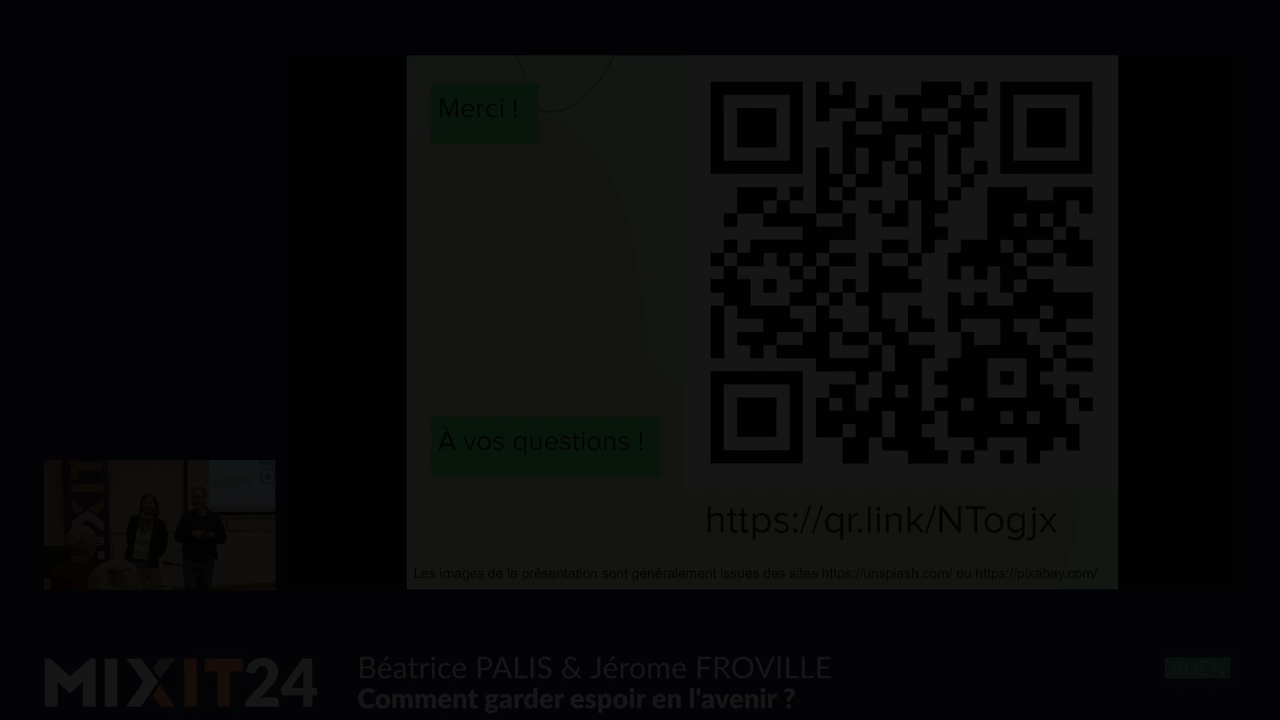 Merci !
À vos questions !
https://qr.link/NTogjx
Les images de la présentation sont généralement issues des sites https://unsplash.com/ ou https://pixabay.com/
MIXIT24
Béatrice PALIS & Jérome FROVILLE
Comment garder espoir en l'avenir ?
ALIEN